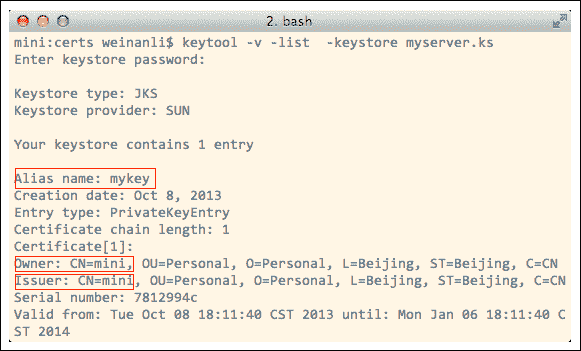 2. bash
mini:certs weinanli$ keytool -v -list  -keystore myserver.ks
Enter keystore password:
Keystore type: JKS
Keystore provider: SUN
Your keystore contains 1 entry
Alias name: mykey
Creation date: Oct 8, 2013
Entry type: PrivateKeyEntry
Certificate chain length: 1
Certificate[1]:
Owner: CN=mini, OU=Personal, O=Personal, L=Beijing, ST=Beijing, C=CN
Issuer: CN=mini, OU=Personal, O=Personal, L=Beijing, ST=Beijing, C=CN
Serial number: 7812994c
Valid from: Tue Oct 08 18:11:40 CST 2013 until: Mon Jan 06 18:11:40 C
ST 2014